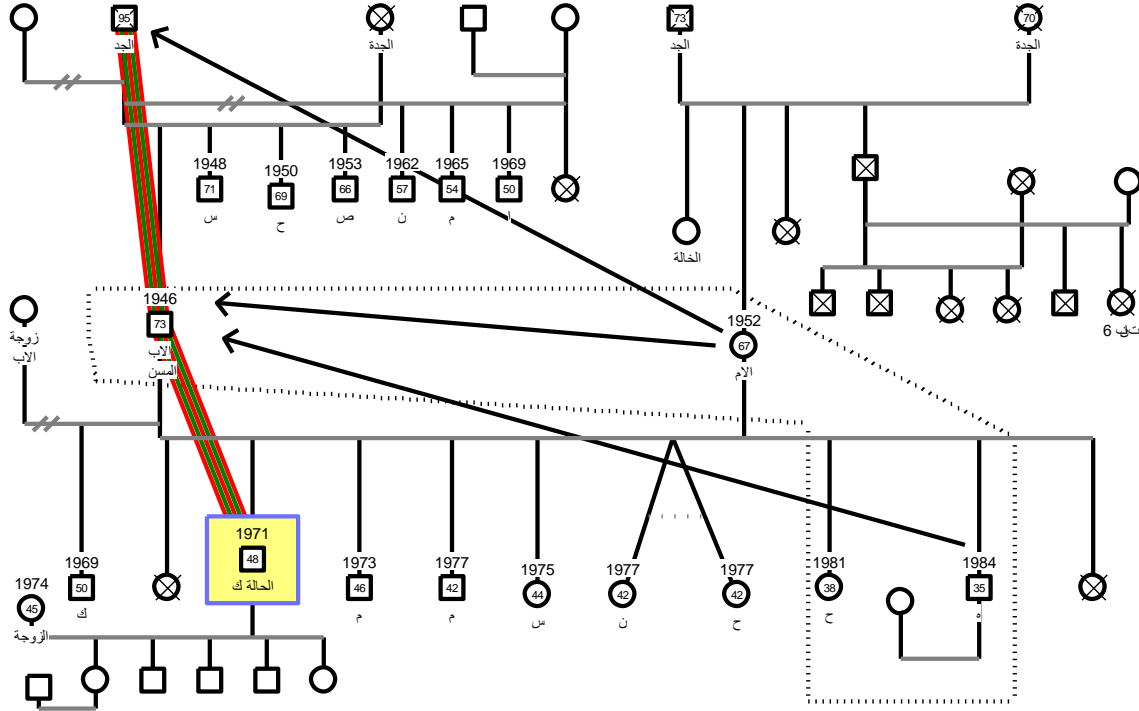 95
73
70
الجد
الجدة
الجد
الجدة
1948
1950
1953
1962
1965
1969
71
69
66
57
54
50
س
ح
ص
ن
م
ا
الخالة
1946
73
الاب
المسن
زوجة
الاب
1952
67
الام
6
1971
48
الحالة ك
1969
50
ك
1974
45
الزوجة
1973
46
م
1977
42
م
1975
44
س
1977
42
ن
1977
42
ح
1981
38
ح
1984
35
ه